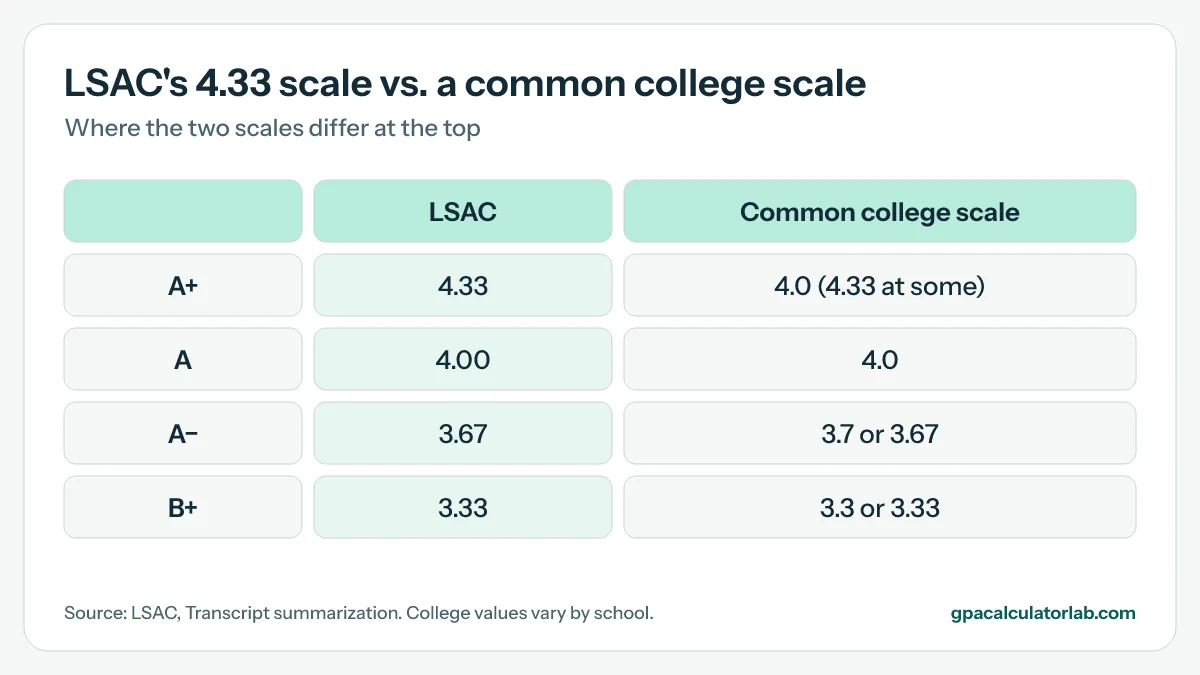 LSAC's 4.33 scale vs. a common college scale
Where the two scales differ at the top
LSAC Common college scale
A+ 4.33 4.0 (4.33 at some)
A 4.00 4.0
A− 3.67 3.7 or 3.67
B+ 3.33 3.3 or 3.33
Source: LSAC, Transcript summarization. College values vary by school. gpacalculatorlab.com